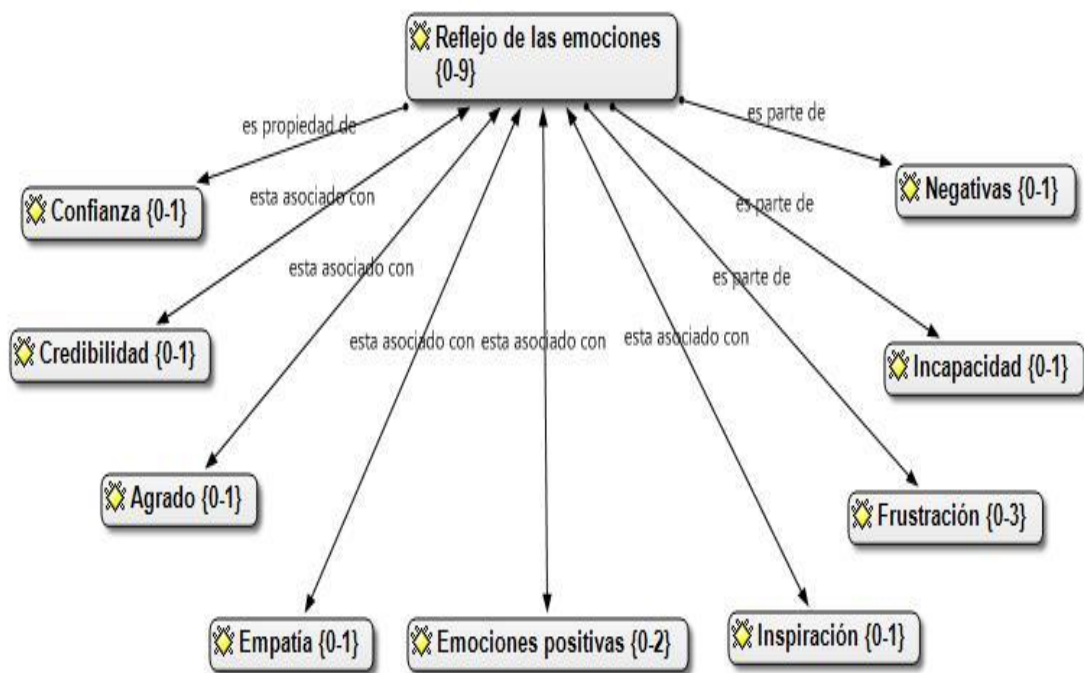 Reflejo de las emociones
{0-9}
es propiedad de
es parte de
Confianza {0-1}
Negativas {0-1}
esta asociado con
es parte de
esta asociado con
es parte de
esta asociado con
esta asociado con
esta asociado con
Credibilidad {0-1}
Incapacidad {0-1}
Agrado {0-1}
Frustración {0-3}
Empatía {0-1}
Emociones positivas {0-2}
Inspiración {0-1}